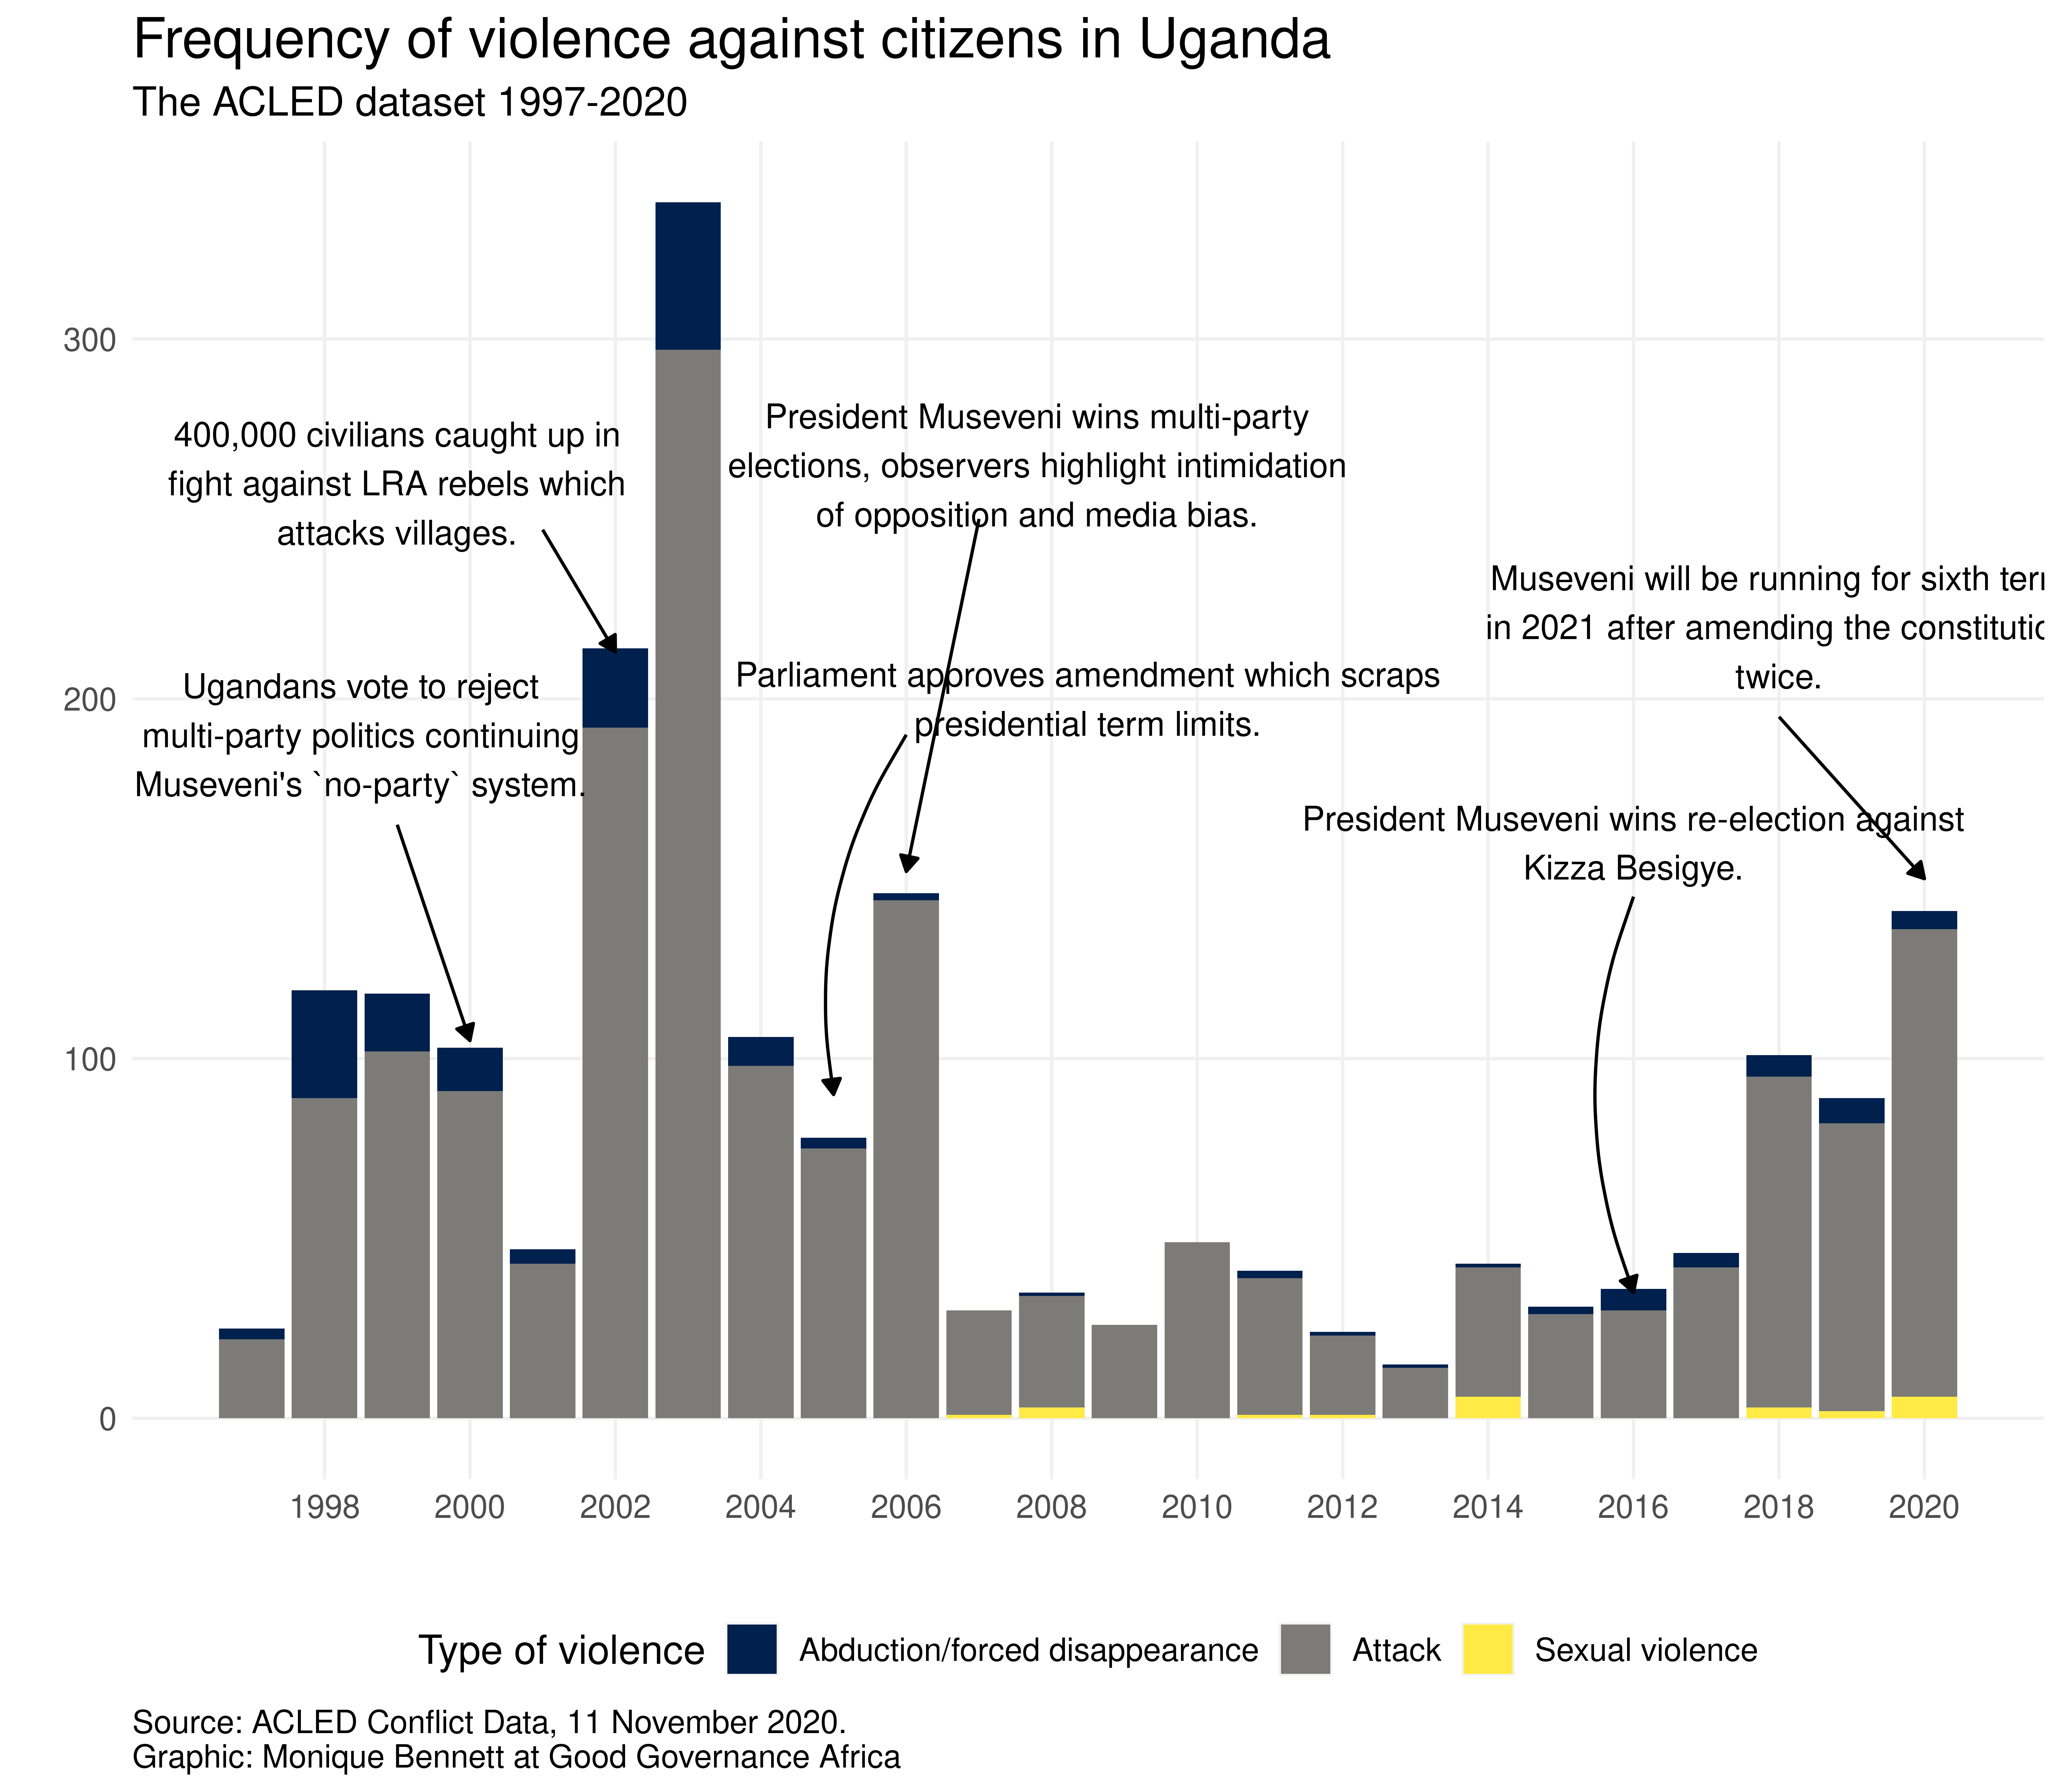 Frequency of violence against citizens in Uganda
The ACLED dataset 1997-2020
400,000 civilians caught up in
fight against LRA rebels which
attacks villages.
Ugandans vote to reject
multi-party politics continuing
Museveni's `no-party` system.
President Museveni wins multi-party
elections, observers highlight intimidation
of opposition and media bias.
Parliament approves amendment which scraps
presidential term limits.
Museveni will be running for sixth
in 2021 after amending the
twice.
President Museveni wins re-election against
Kizza Besigye.
300
200
100
0
1998 2000 2002 2004 2006 2008 2010 2012 2014 2016 2018 2020
Type of violence Abduction/forced disappearance Attack Sexual violence
Source: ACLED Conflict Data, 11 November 2020.
Graphic: Monique Bennett at Good Governance Africa